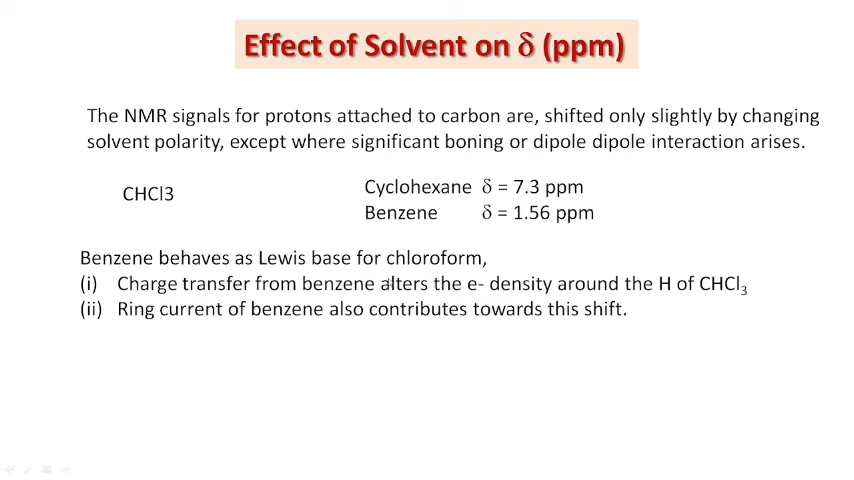 Effect of Solvent on δ (ppm)
The NMR signals for protons attached to carbon are, shifted only slightly by changing
solvent polarity, except where significant boning or dipole dipole interaction arises.
CHCl3
Cyclohexane δ = 7.3 ppm
Benzene δ = 1.56 ppm
Benzene behaves as Lewis base for chloroform,
(i) Charge transfer from benzene alters the e- density around the H of CHCl3
(ii) Ring current of benzene also contributes towards this shift.